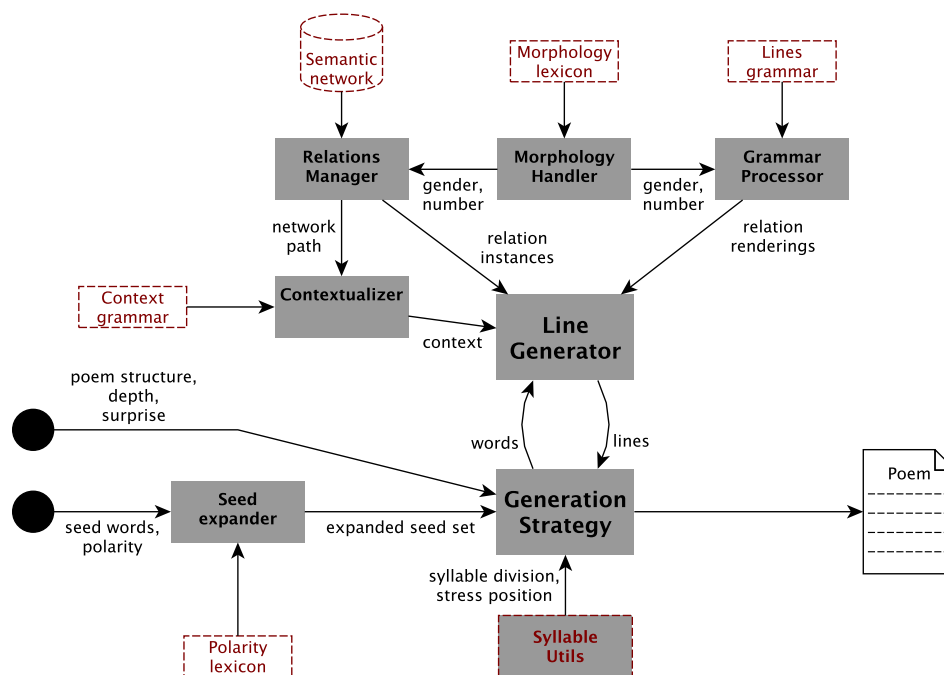 Semantic
network
Morphology
lexicon
Lines
grammar
Relations
Manager
Morphology
Handler
Grammar
Processor
gender,
number
gender,
number
network
path
relation
instances
relation
renderings
Context
grammar
Contextualizer
context
Line
Generator
poem structure,
depth,
surprise
words
lines
Seed
expander
seed words,
polarity
expanded seed set
Generation
Strategy
Poem
syllable division,
stress position
Polarity
lexicon
Syllable
Utils